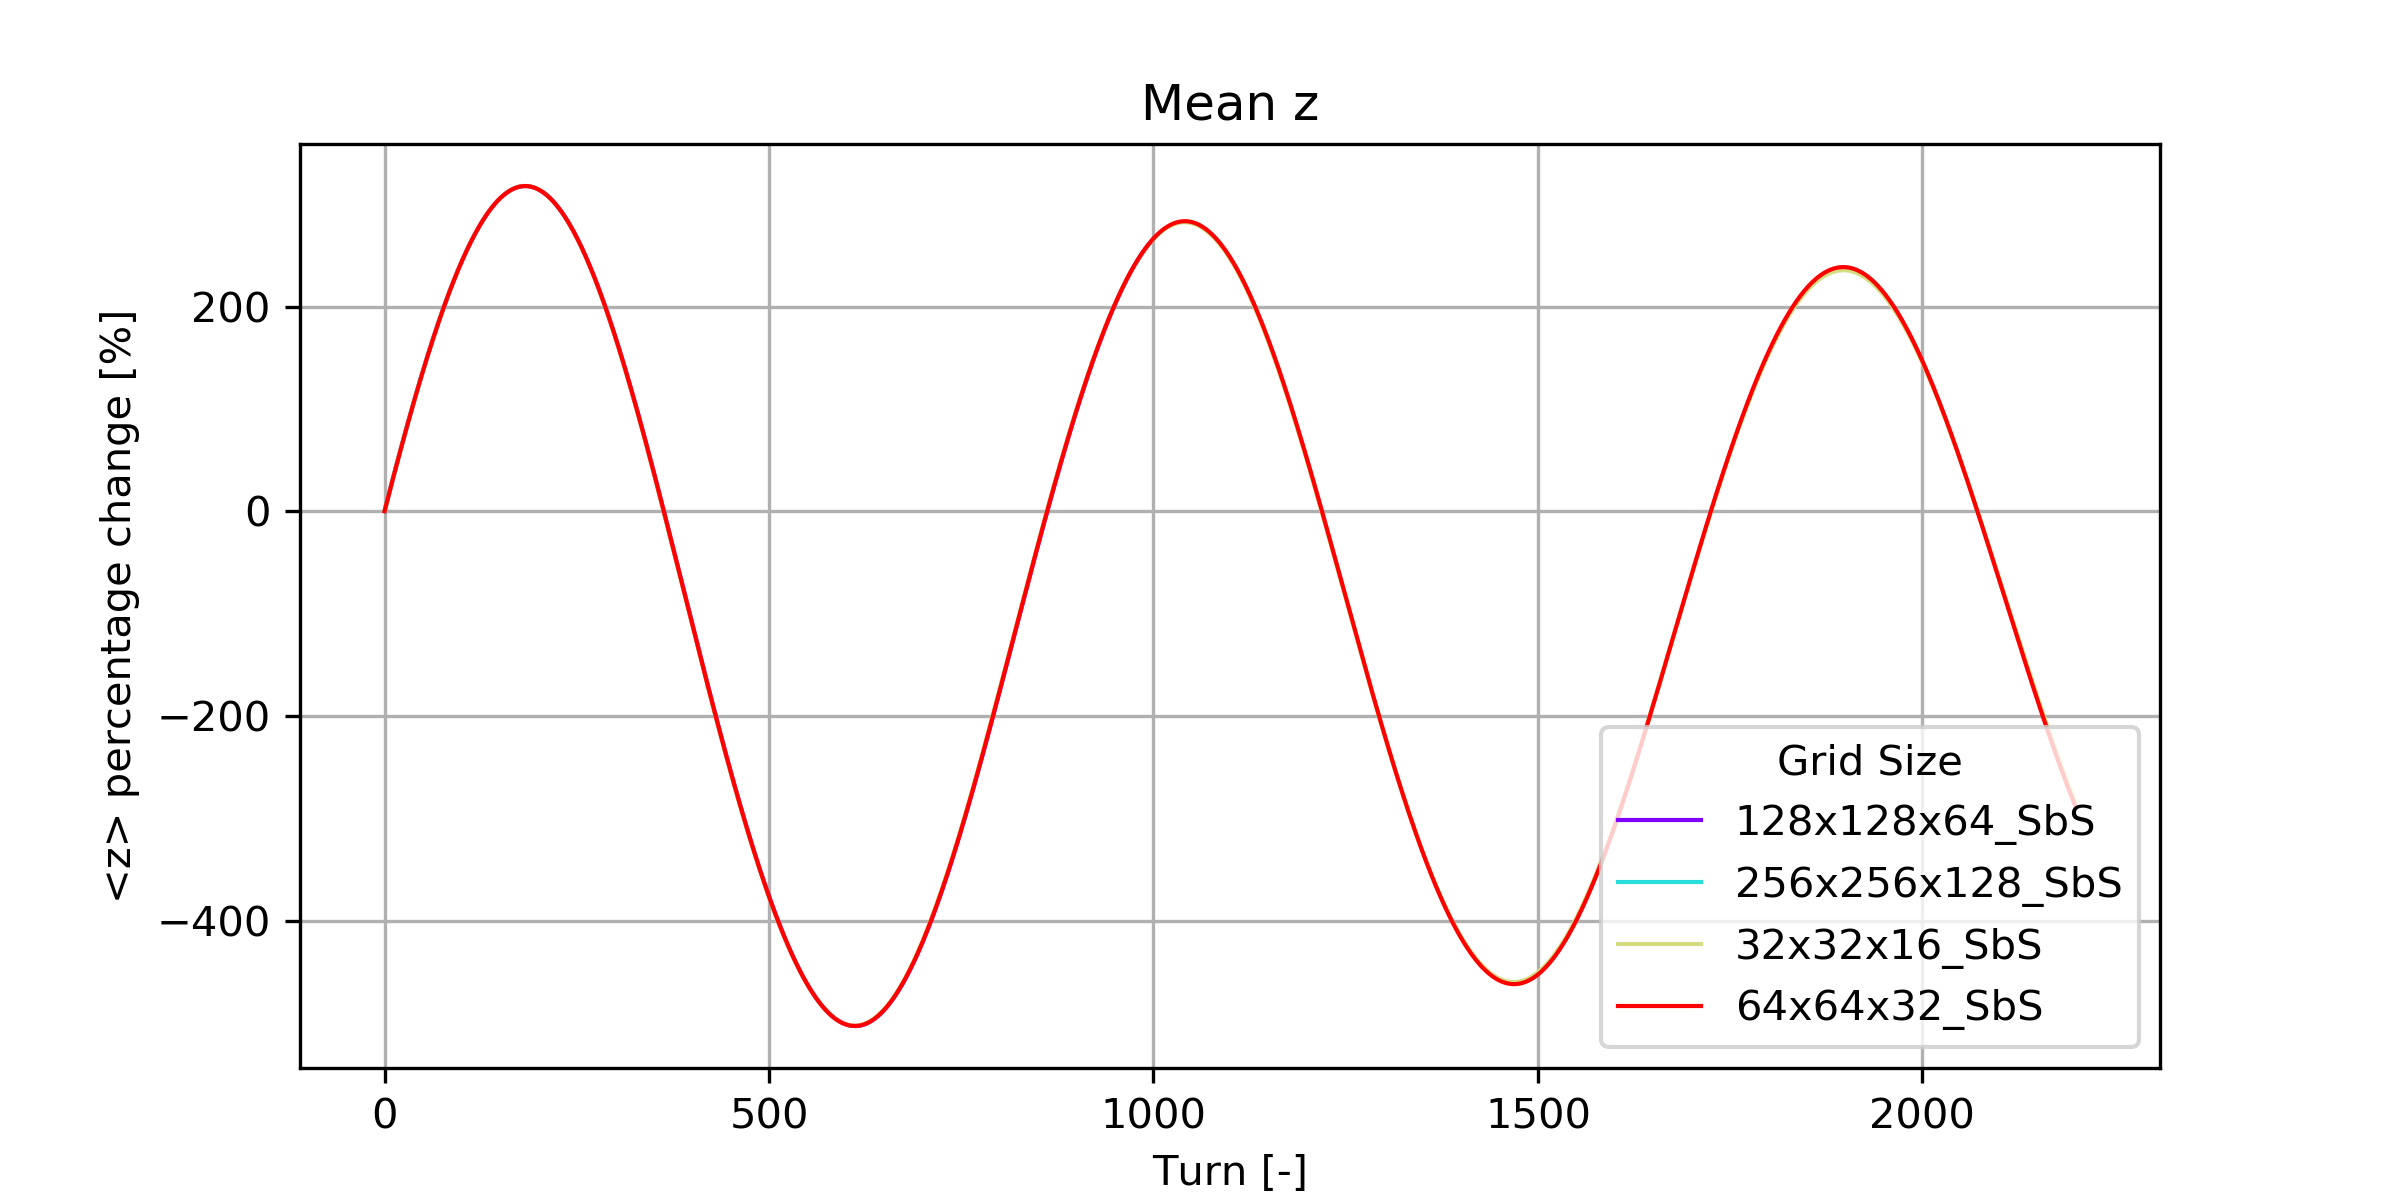 Mean z
<z> percentage change [%]
200
0
−200
−400
Grid Size
128x128x64_SbS
256x256x128_SbS
32x32x16_SbS
64x64x32_SbS
0 500 1000 1500 2000
Turn [-]